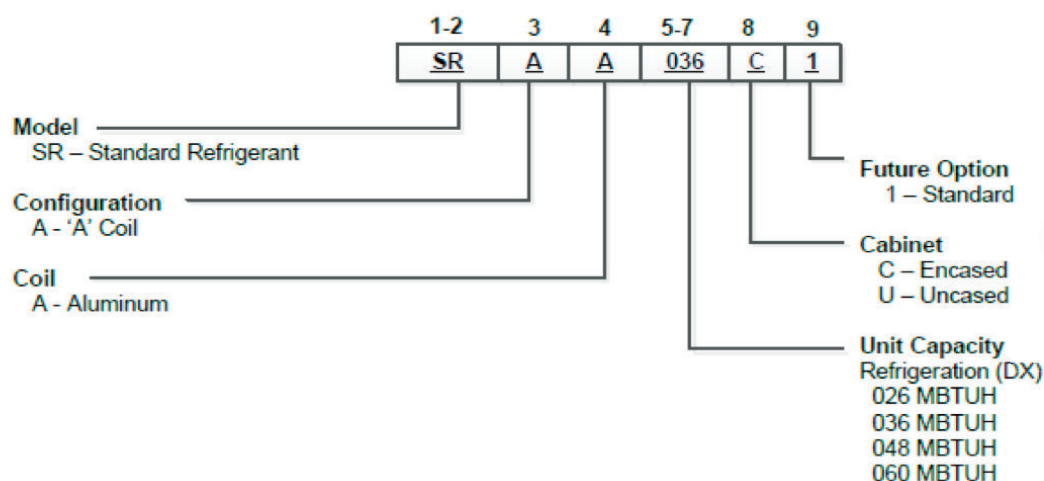 1-2 3 4 5-7 8 9
SR A A 036 C 1
Model
SR – Standard Refrigerant
Configuration
A - ‘A’ Coil
Coil
A - Aluminum
Future Option
1 – Standard
Cabinet
C – Encased
U – Uncased
Unit Capacity
Refrigeration (DX)
026 MBTUH
036 MBTUH
048 MBTUH
060 MBTUH